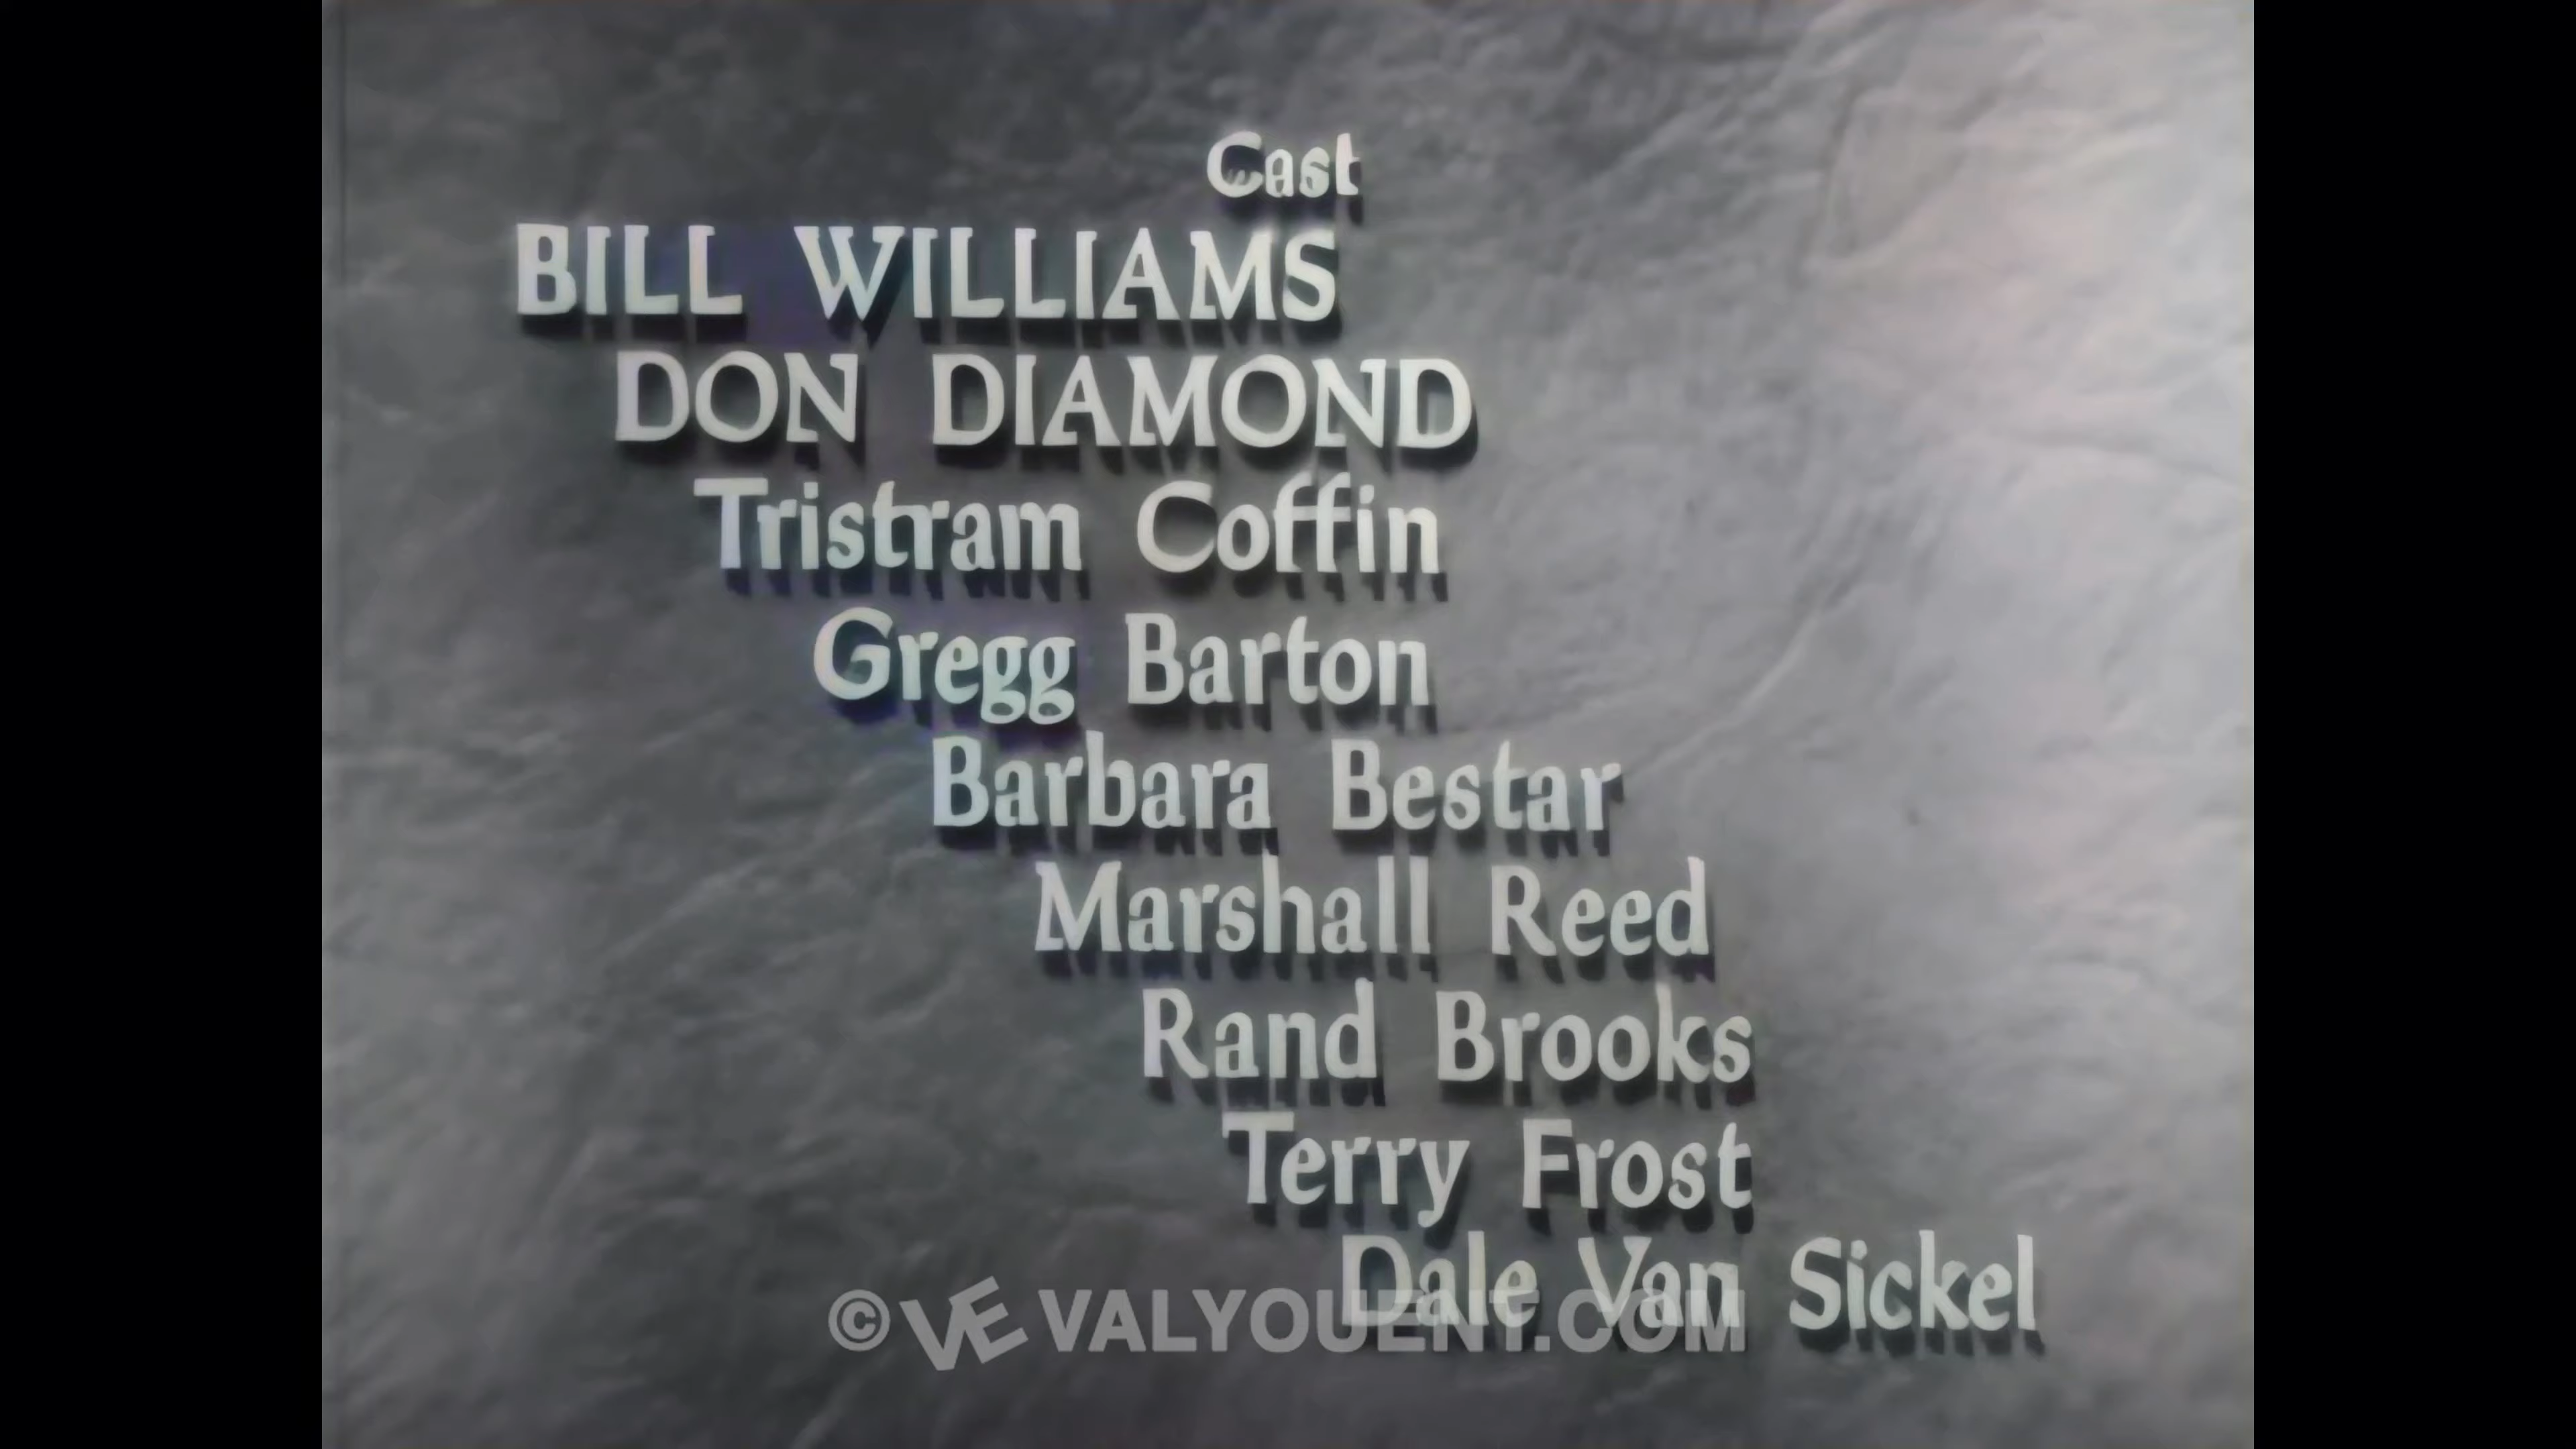 Cast
BILL WILLIAMS
DON DIAMOND
Tristram Coffin
Gregg Barton
Barbara Bestar
Marshall Reed
Rand Brooks
Terry Frost
Dale Van Sickel
© VE VALYOUENT.COM